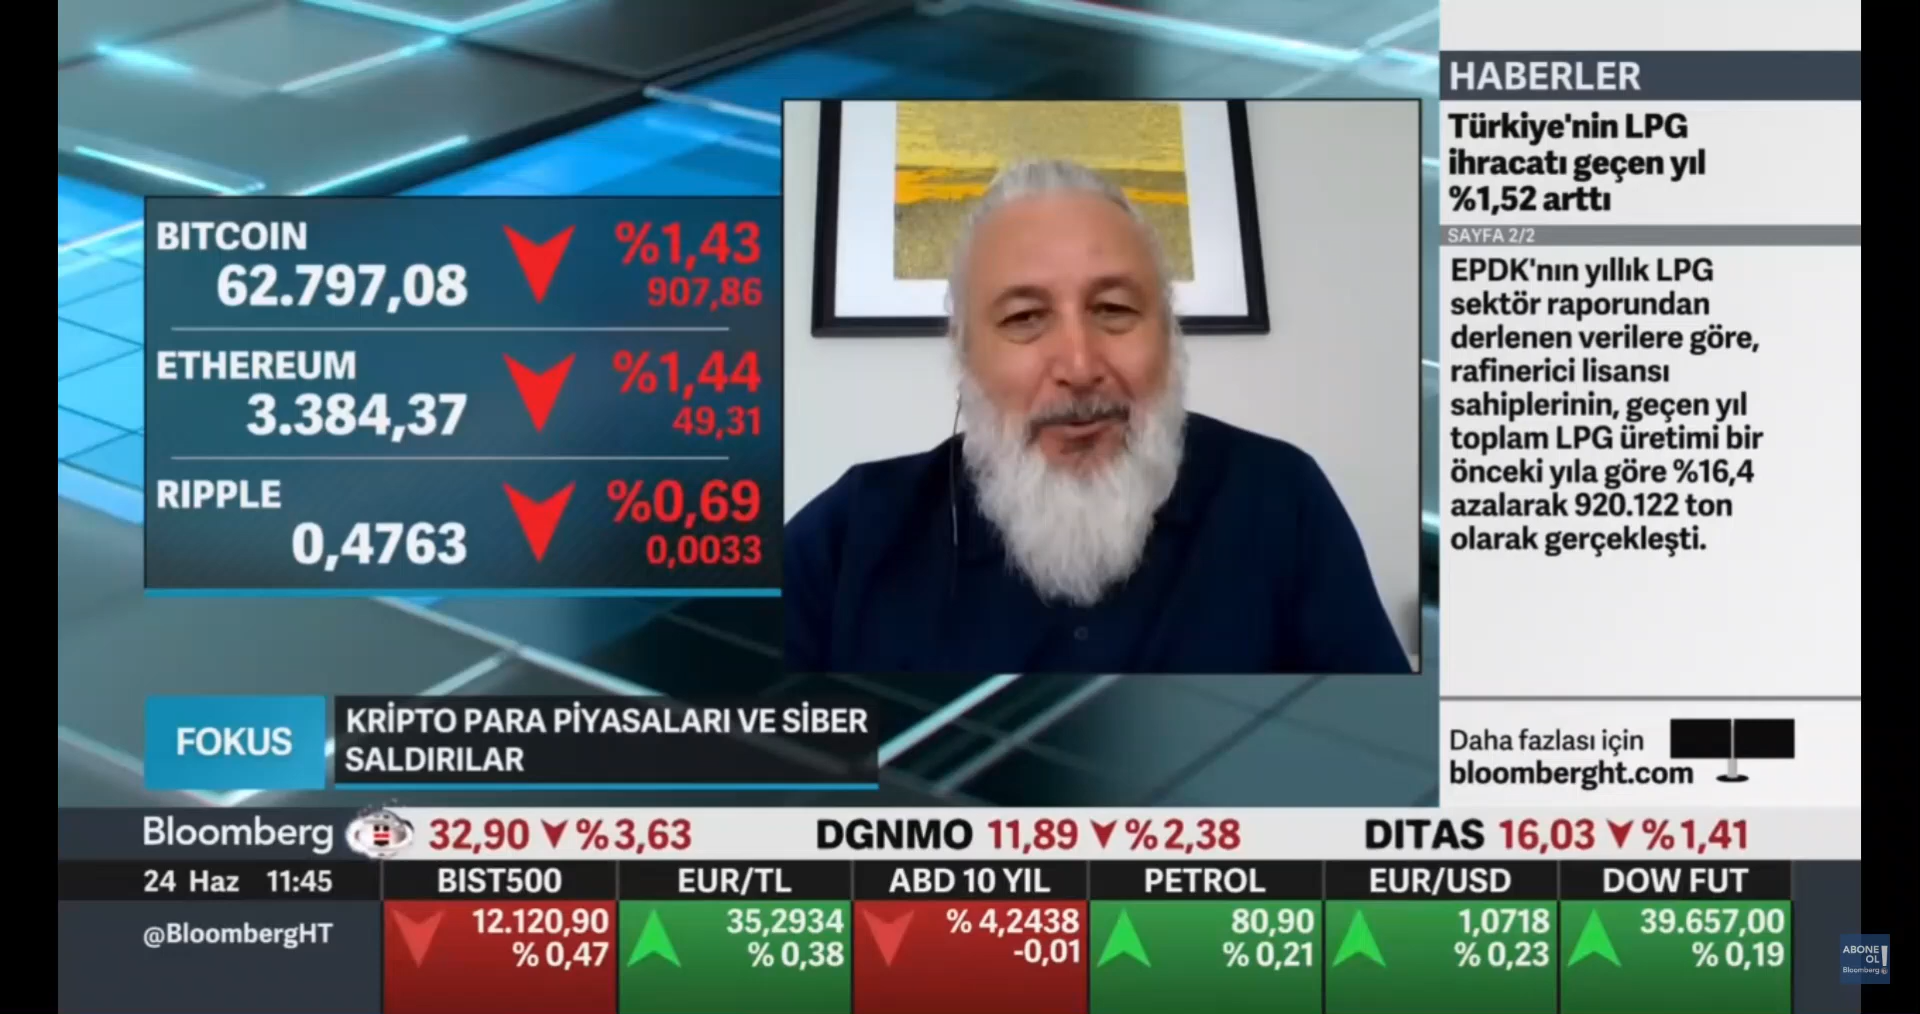 BITCOIN
62.797,08
%1,43
907,86
ETHEREUM
3.384,37
%1,44
49,31
RIPPLE
0,4763
%0,69
0,0033
HABERLER
Türkiye'nin LPG
ihracatı geçen yıl
%1,52 arttı
SAYFA 2/2
EPDK'nın yıllık LPG
sektör raporundan
derlenen verilere göre,
rafinerici lisansı
sahiplerinin, geçen yıl
toplam LPG üretimi bir
önceki yıla göre %16,4
azalarak 920.122 ton
olarak gerçekleşti.
Daha fazlası için
bloomberght.com
FOKUS
KRİPTO PARA PİYASALARI VE SİBER
SALDIRILAR
Bloomberg
32,90 %3,63 DGNMO 11,89 %2,38 DITAS 16,03 %1,41
24 Haz 11:45
@BloombergHT
BIST500
12.120,90
% 0,47
EUR/TL
35,2934
% 0,38
ABD 10 YIL
% 4,2438
-0,01
PETROL
80,90
% 0,21
EUR/USD
1,0718
% 0,23
DOW FUT
39.657,00
% 0,19
ABONE
OL!
Bloomberg